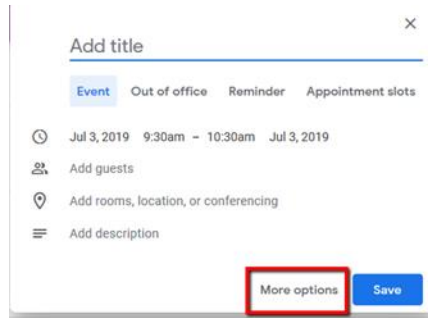 Add title
Event Out of office Reminder Appointment slots
Jul 3, 2019 9:30am – 10:30am Jul 3, 2019
Add guests
Add rooms, location, or conferencing
Add description
More options Save